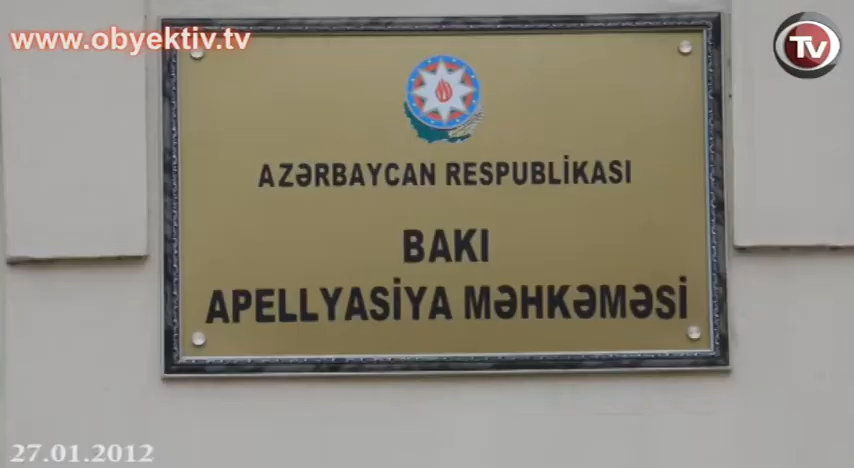 www.obyektiv.tv
TV
AZƏRBAYCAN RESPUBLİKASI
BAKI
APELLYASİYA MƏHKƏMƏSİ
27.01.2012